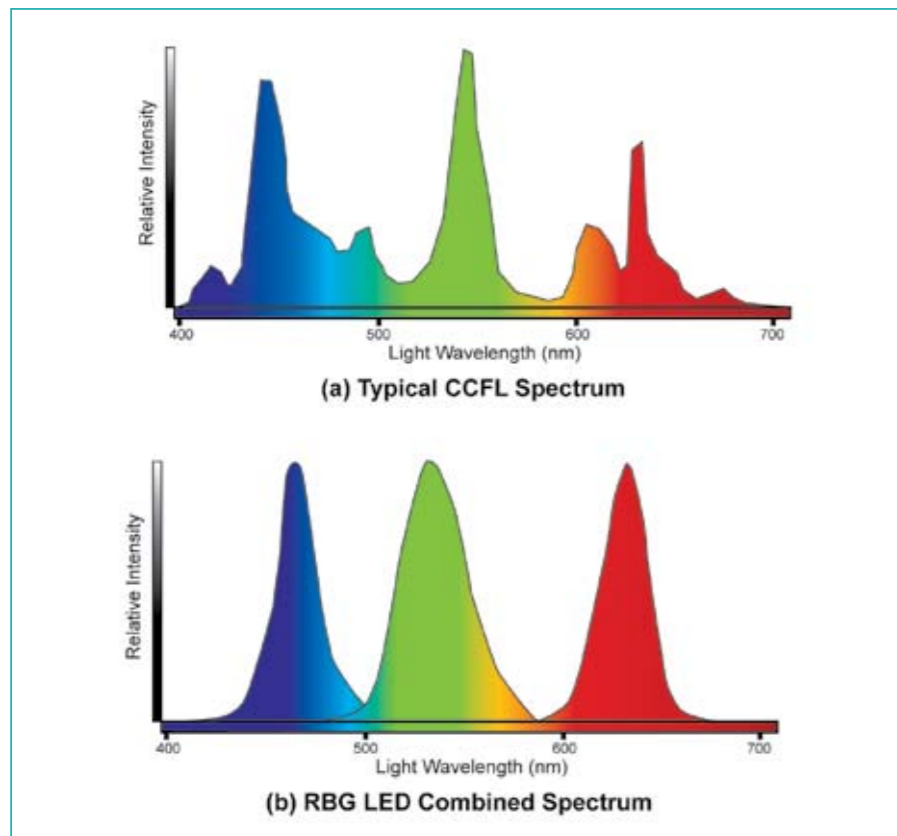 Relative Intensity
400 500 600 700
Light Wavelength (nm)
(a) Typical CCFL Spectrum
Relative Intensity
400 500 600 700
Light Wavelength (nm)
(b) RBG LED Combined Spectrum